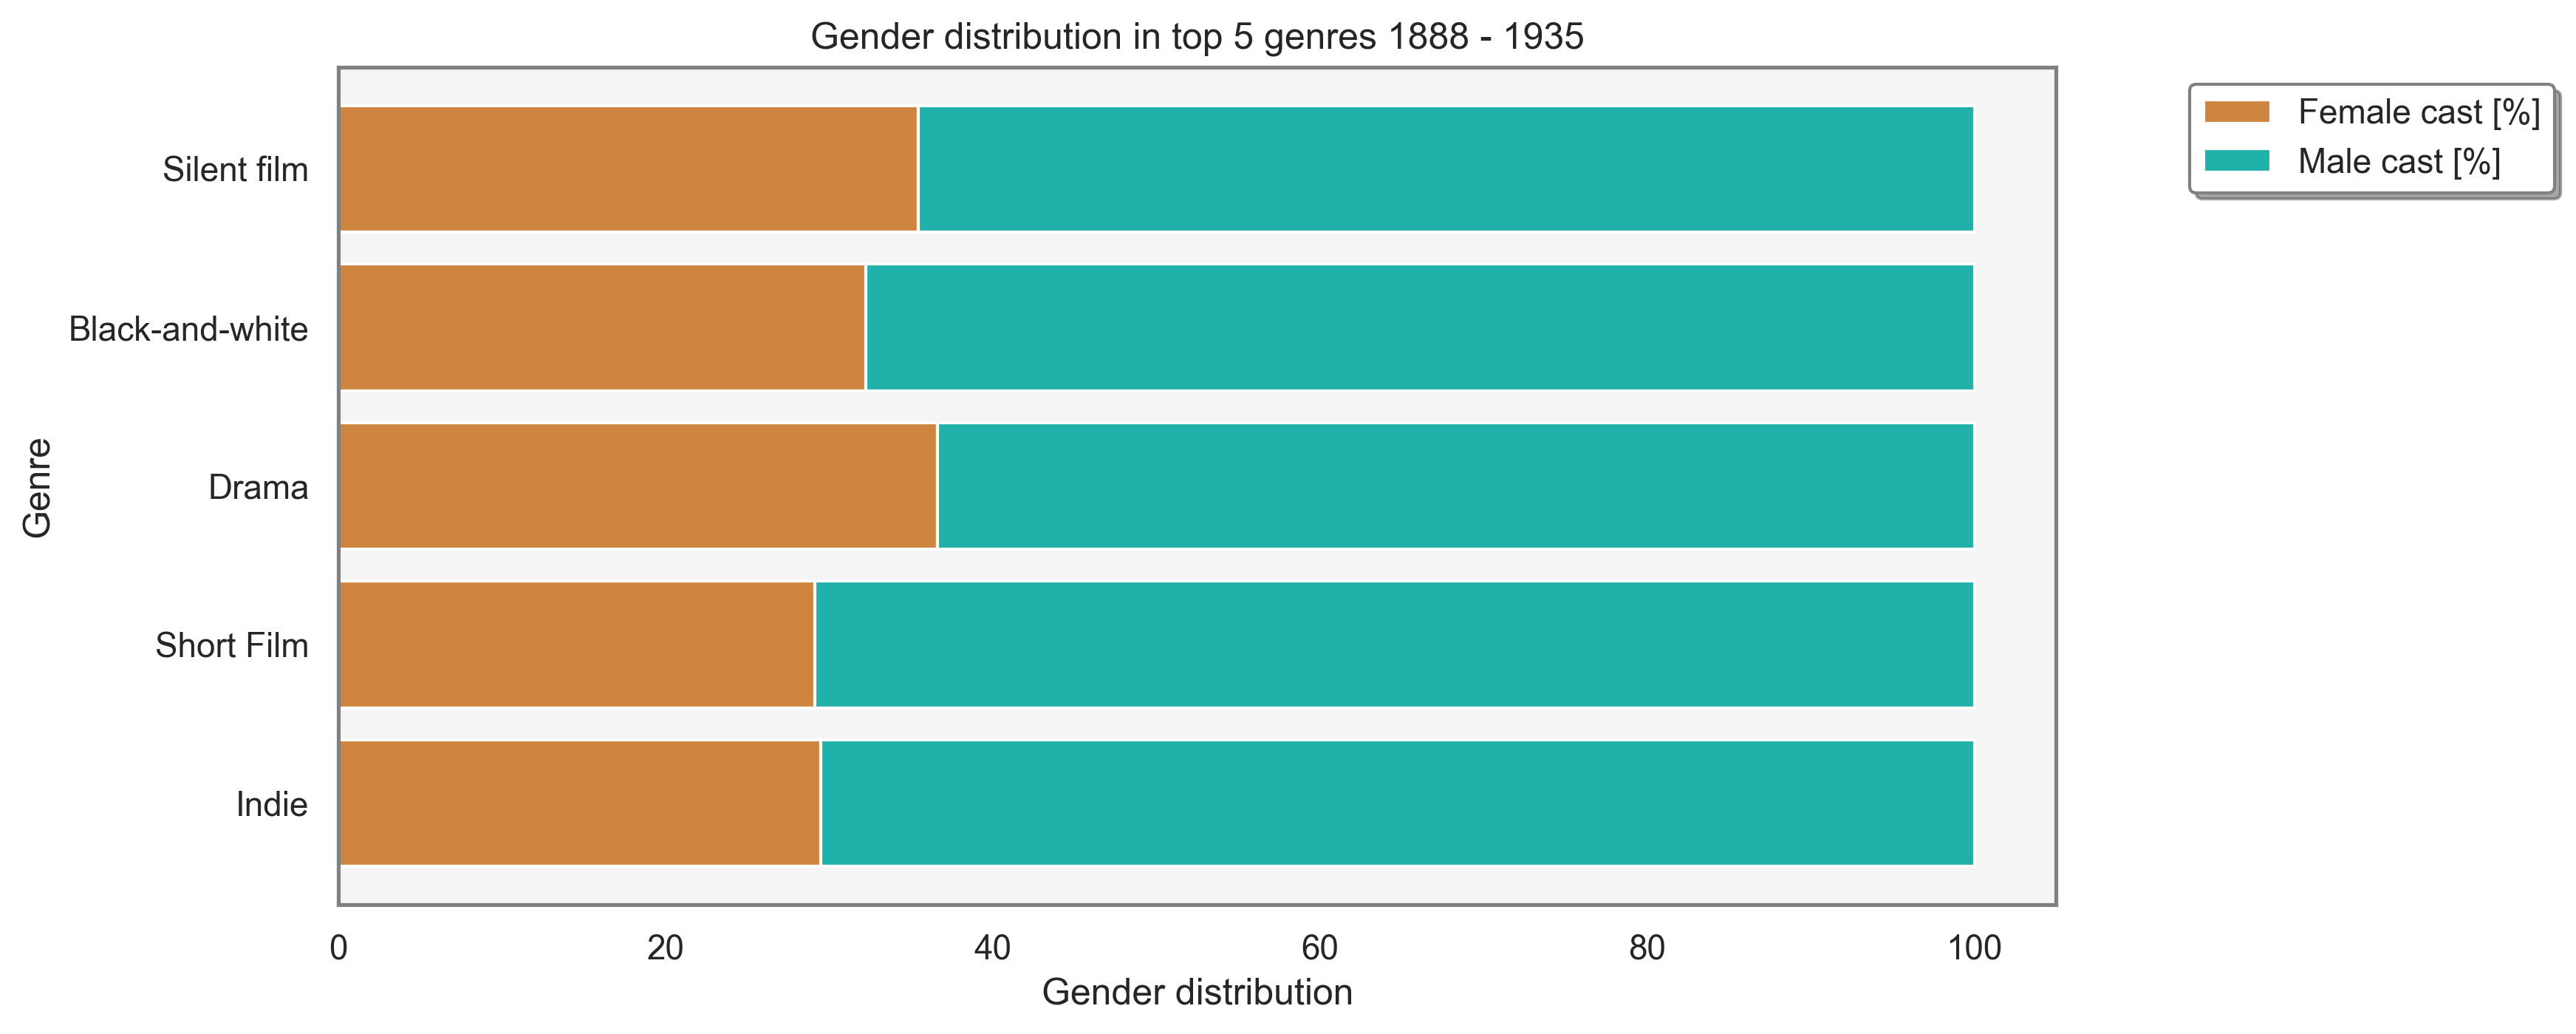 Gender distribution in top 5 genres 1888 - 1935
Female cast [%]
Male cast [%]
Genre
Silent film
Black-and-white
Drama
Short Film
Indie
0 20 40 60 80 100
Gender distribution